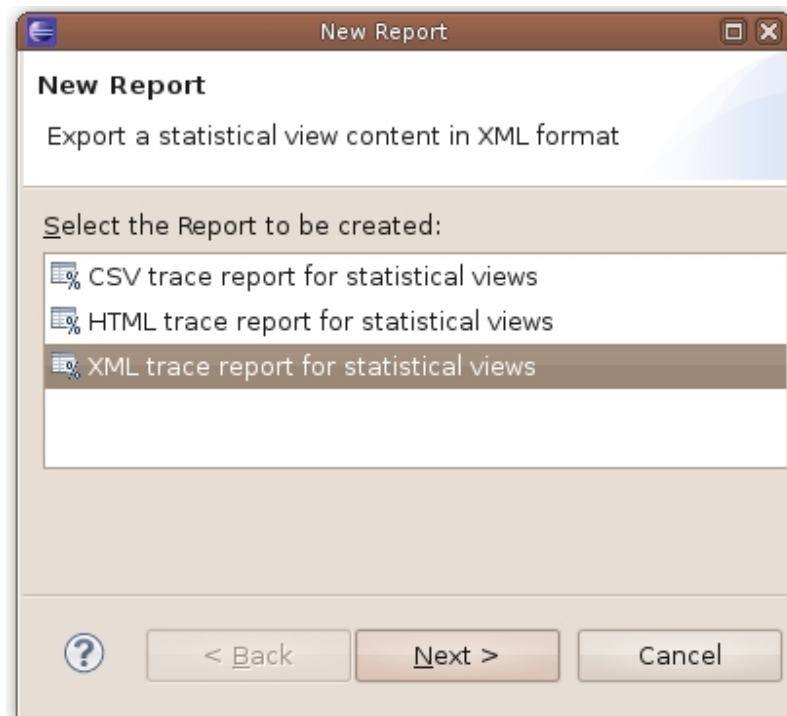 New Report
New Report
Export a statistical view content in XML format
Select the Report to be created:
CSV trace report for statistical views
HTML trace report for statistical views
XML trace report for statistical views
? < Back Next > Cancel